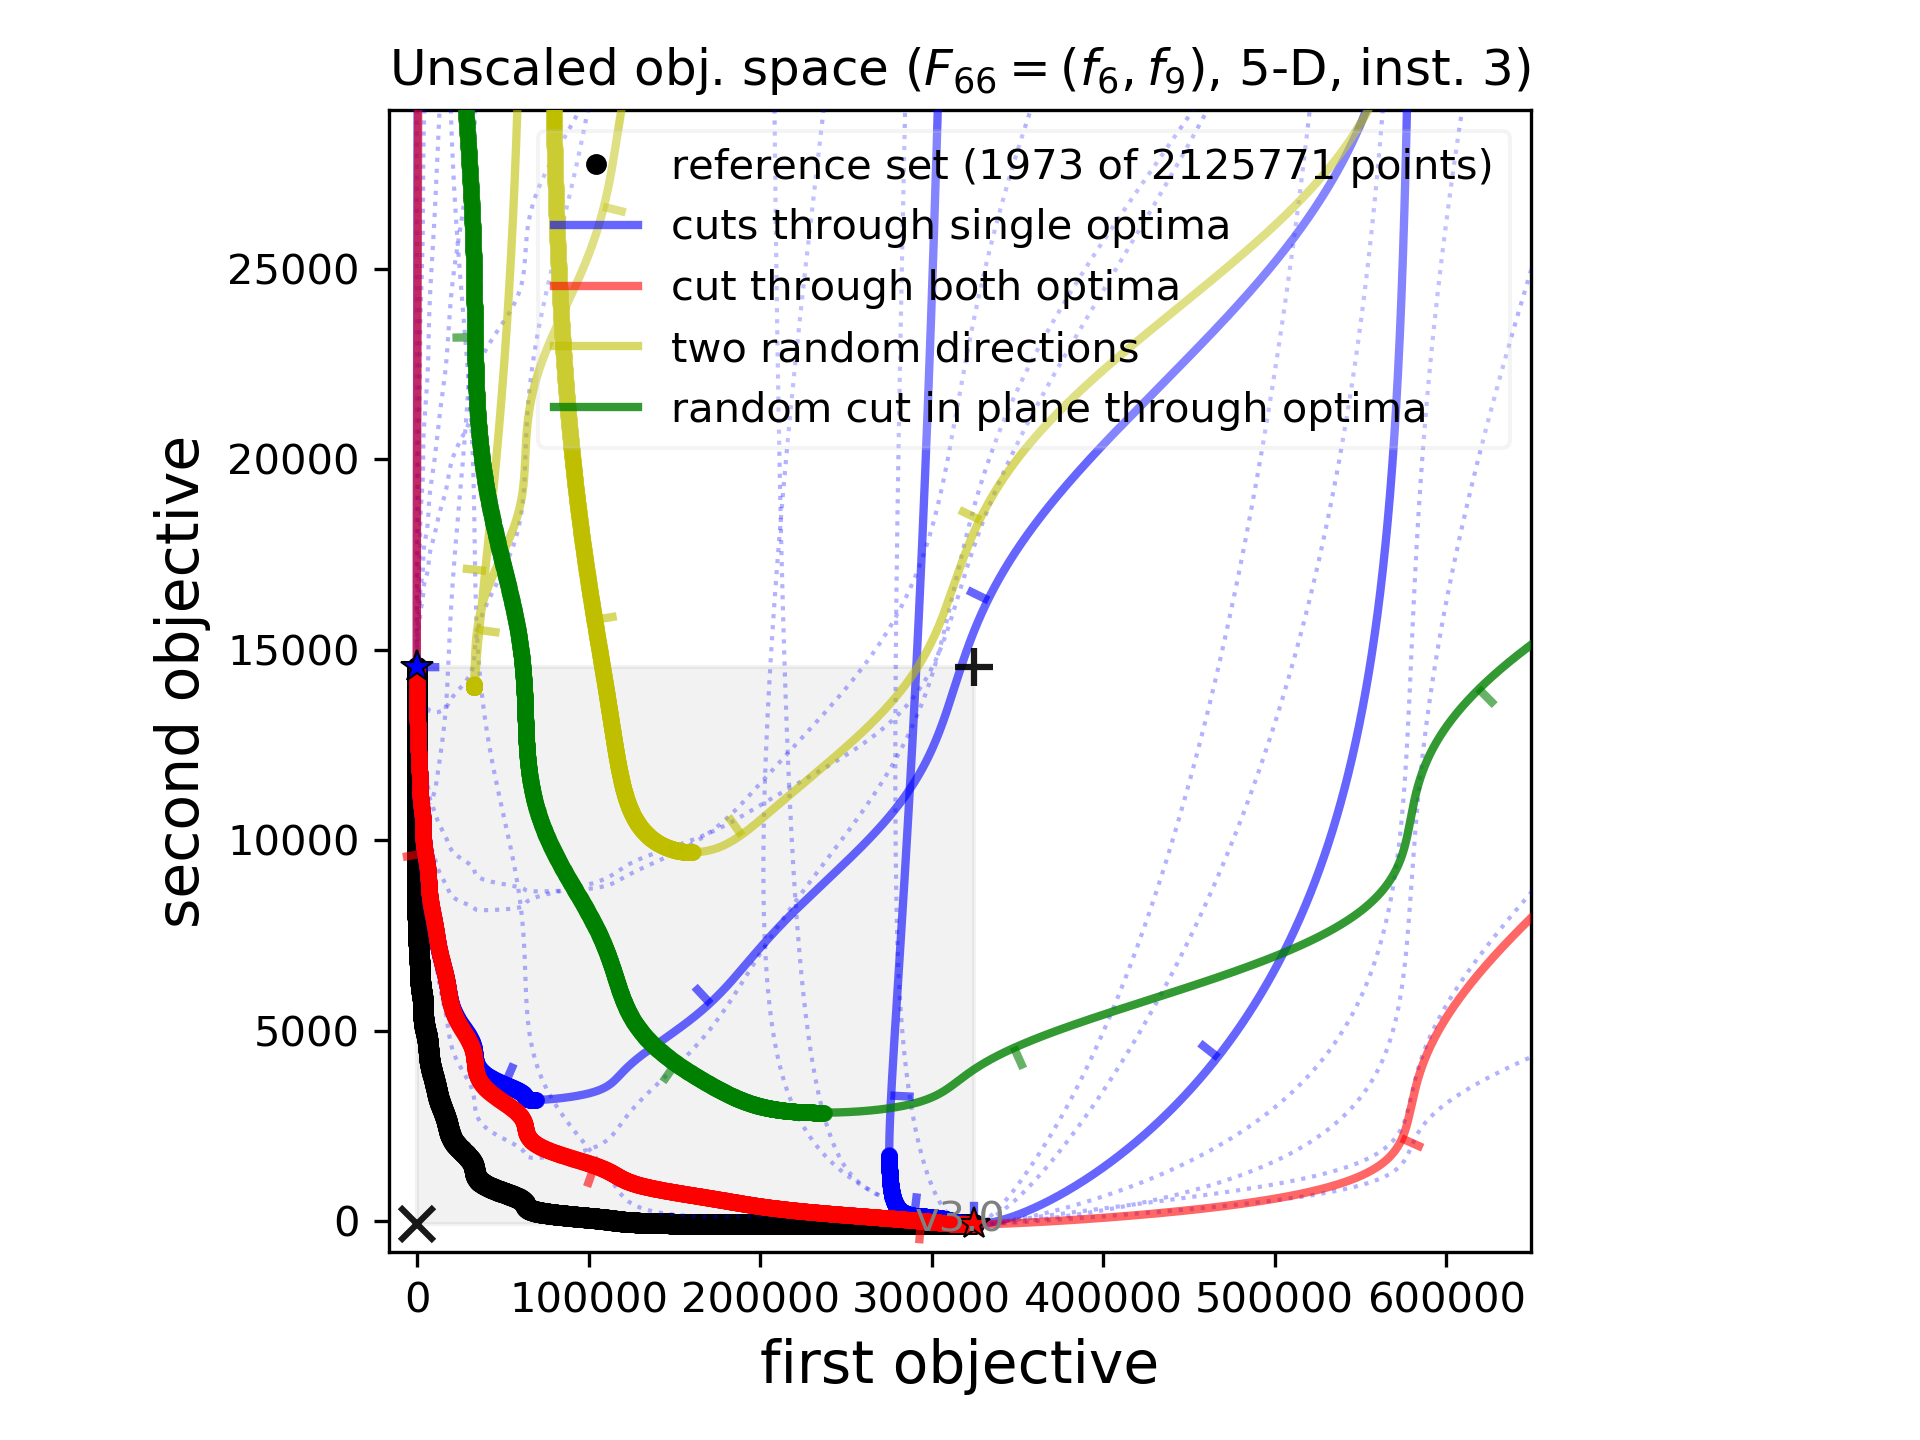 Unscaled obj. space (F₆₆ = (f₆, f₉), 5-D, inst. 3)
reference set (1973 of 2125771 points)
cuts through single optima
cut through both optima
two random directions
random cut in plane through optima
second objective
25000
20000
15000
10000
5000
0
v3.0
0
100000
200000
300000
400000
500000
600000
first objective